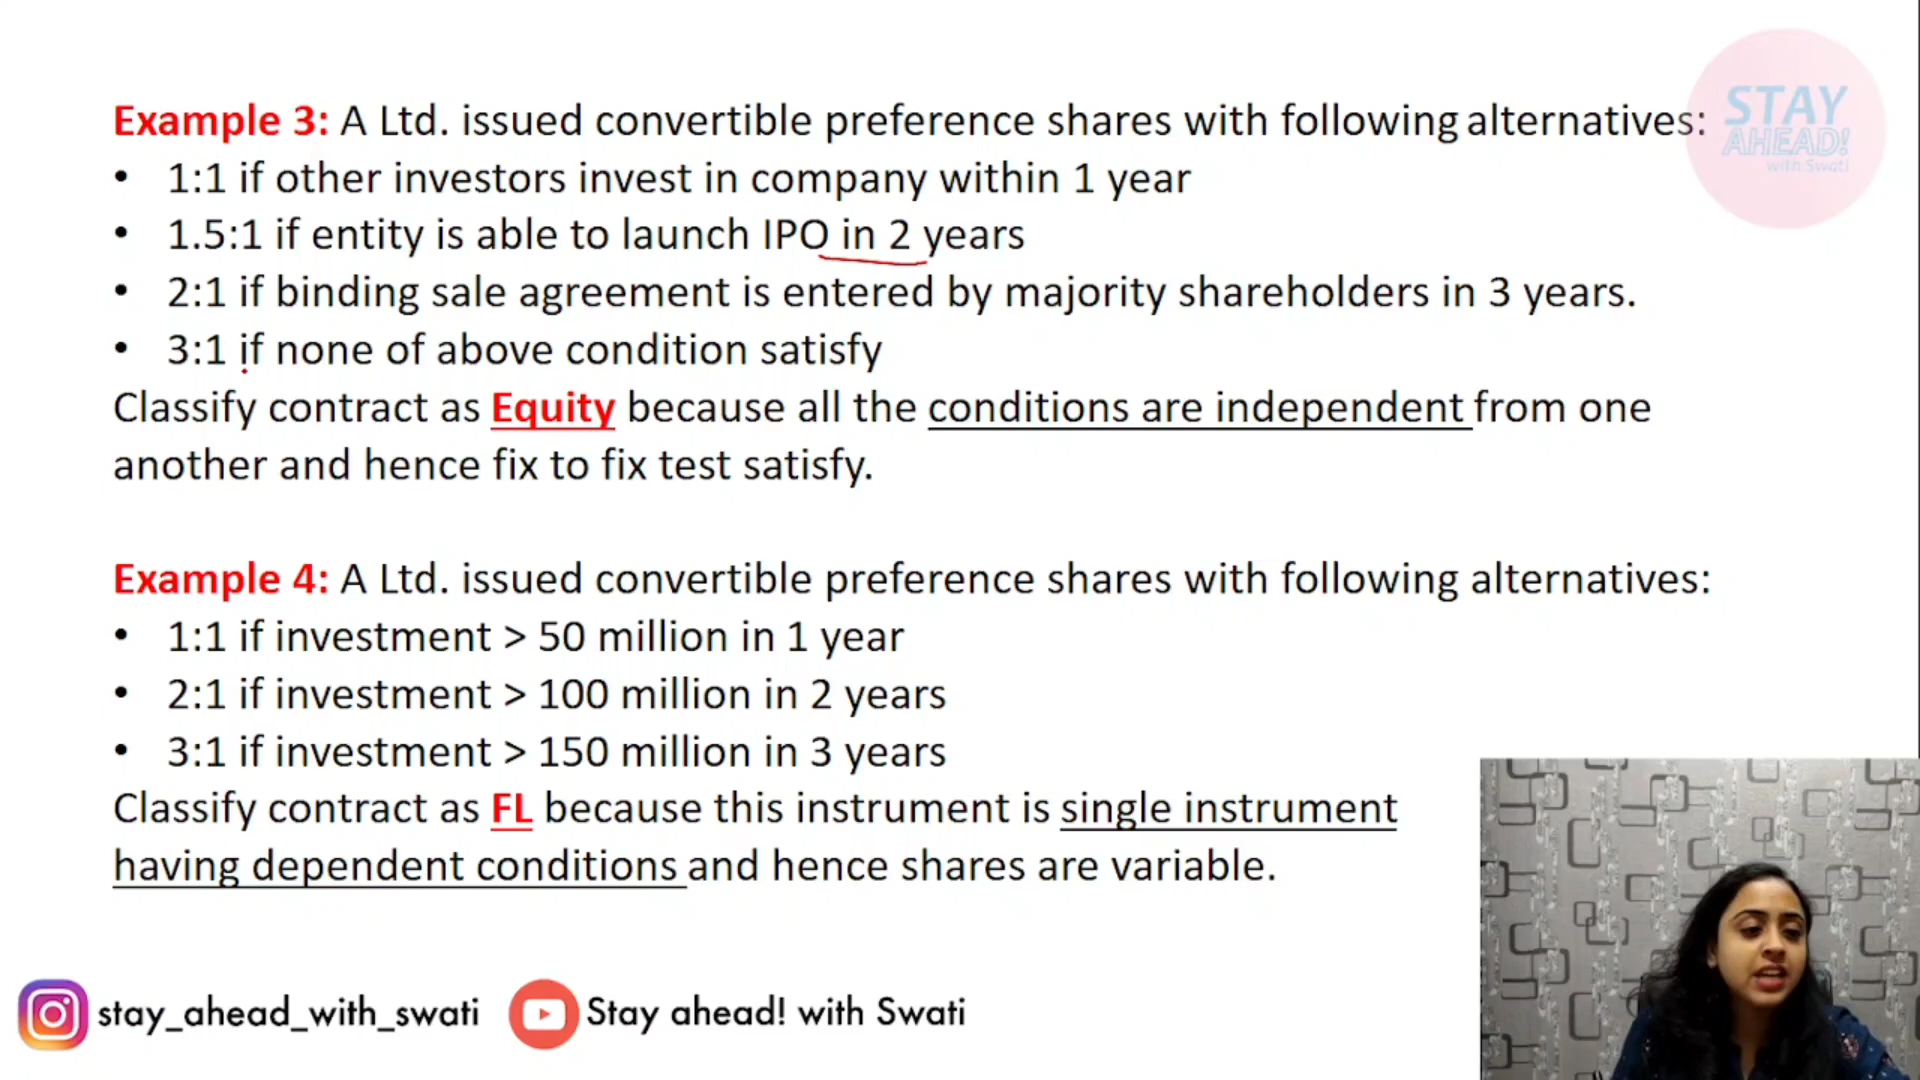 Example 3: A Ltd. issued convertible preference shares with following alternatives:
• 1:1 if other investors invest in company within 1 year
• 1.5:1 if entity is able to launch IPO in 2 years
• 2:1 if binding sale agreement is entered by majority shareholders in 3 years.
• 3:1 if none of above condition satisfy
Classify contract as Equity because all the conditions are independent from one
another and hence fix to fix test satisfy.
Example 4: A Ltd. issued convertible preference shares with following alternatives:
• 1:1 if investment > 50 million in 1 year
• 2:1 if investment > 100 million in 2 years
• 3:1 if investment > 150 million in 3 years
Classify contract as FL because this instrument is single instrument
having dependent conditions and hence shares are variable.
STAY
AHEAD!
with Swati
stay_ahead_with_swati
Stay ahead! with Swati